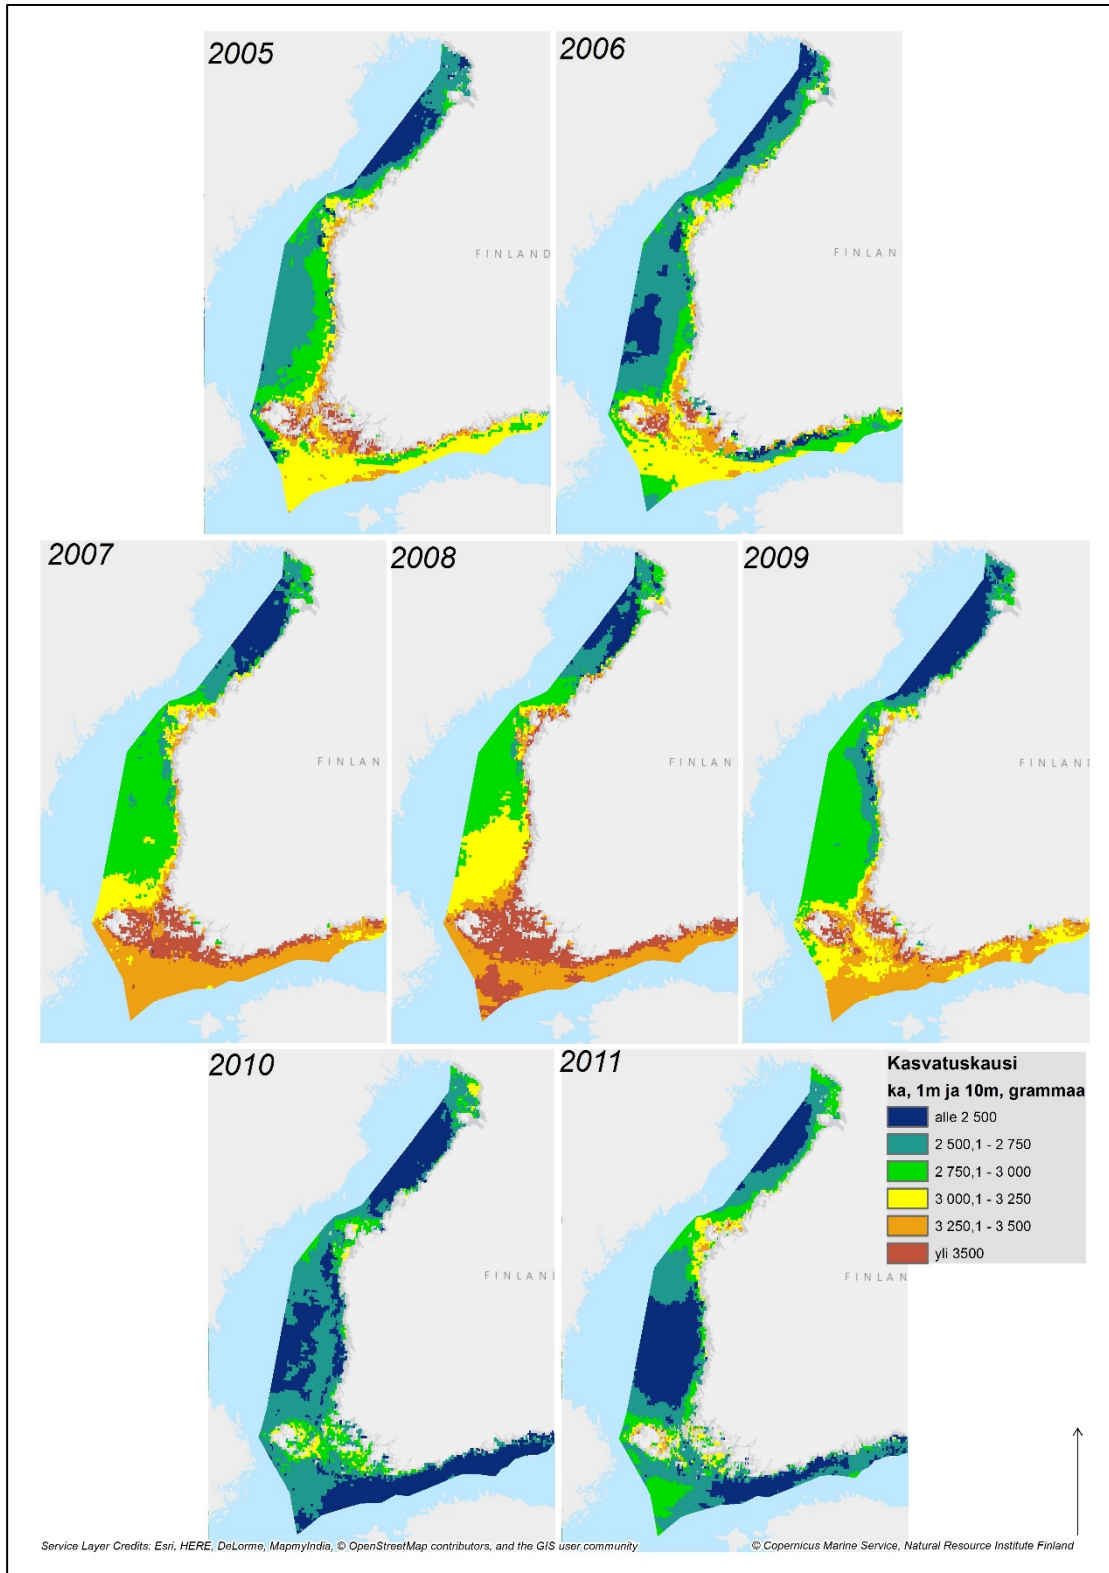 2005
2006
FINLAND
FINLAN
2007
2008
2009
FINLAN
FINLAN
FINLAND
2010
2011
Kasvatuskausi
ka, 1m ja 10m, grammaa
alle 2 500
2 500,1 - 2 750
2 750,1 - 3 000
3 000,1 - 3 250
3 250,1 - 3 500
yli 3500
FINLAND
FINLAN
Service Layer Credits: Esri, HERE, DeLorme, MapmyIndia, © OpenStreetMap contributors, and the GIS user community
© Copernicus Marine Service, Natural Resource Institute Finland